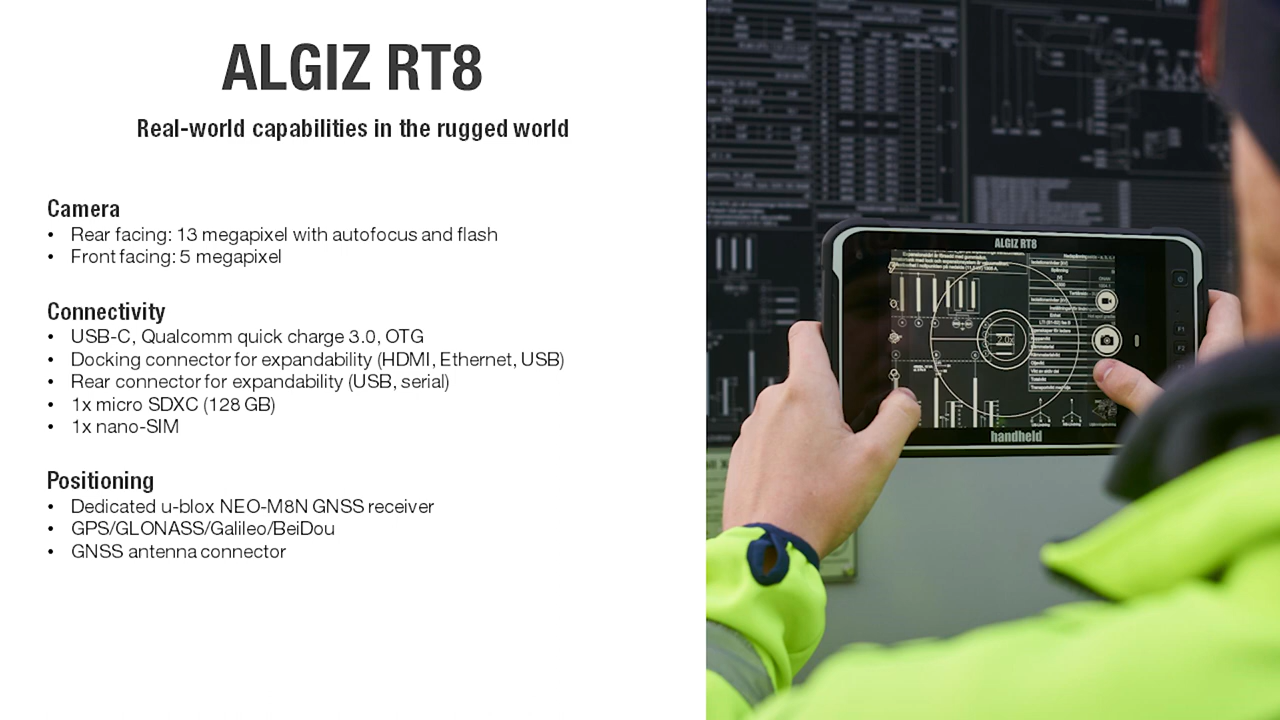 ALGIZ RT8
Real-world capabilities in the rugged world
Camera
• Rear facing: 13 megapixel with autofocus and flash
• Front facing: 5 megapixel
Connectivity
• USB-C, Qualcomm quick charge 3.0, OTG
• Docking connector for expandability (HDMI, Ethernet, USB)
• Rear connector for expandability (USB, serial)
• 1x micro SDXC (128 GB)
• 1x nano-SIM
Positioning
• Dedicated u-blox NEO-M8N GNSS receiver
• GPS/GLONASS/Galileo/BeiDou
• GNSS antenna connector
ALGIZ RT8
F1
F2
handheld